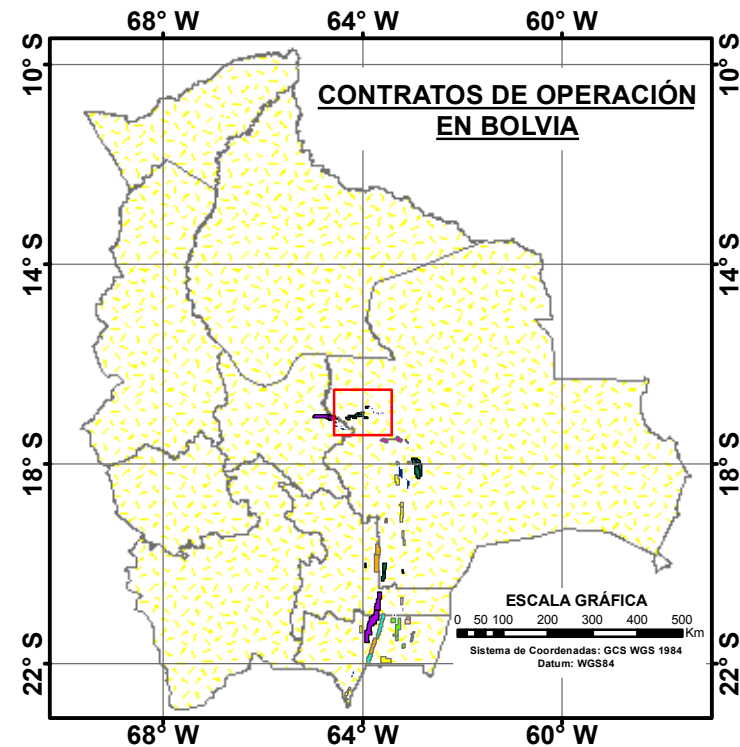 68° W 64° W 60° W
10° S 10° S
CONTRATOS DE OPERACIÓN
EN BOLVIA
14° S 14° S
18° S 18° S
ESCALA GRÁFICA
0 50 100 200 300 400 500
Km
Sistema de Coordenadas: GCS WGS 1984
Datum: WGS84
22° S 22° S
68° W 64° W 60° W